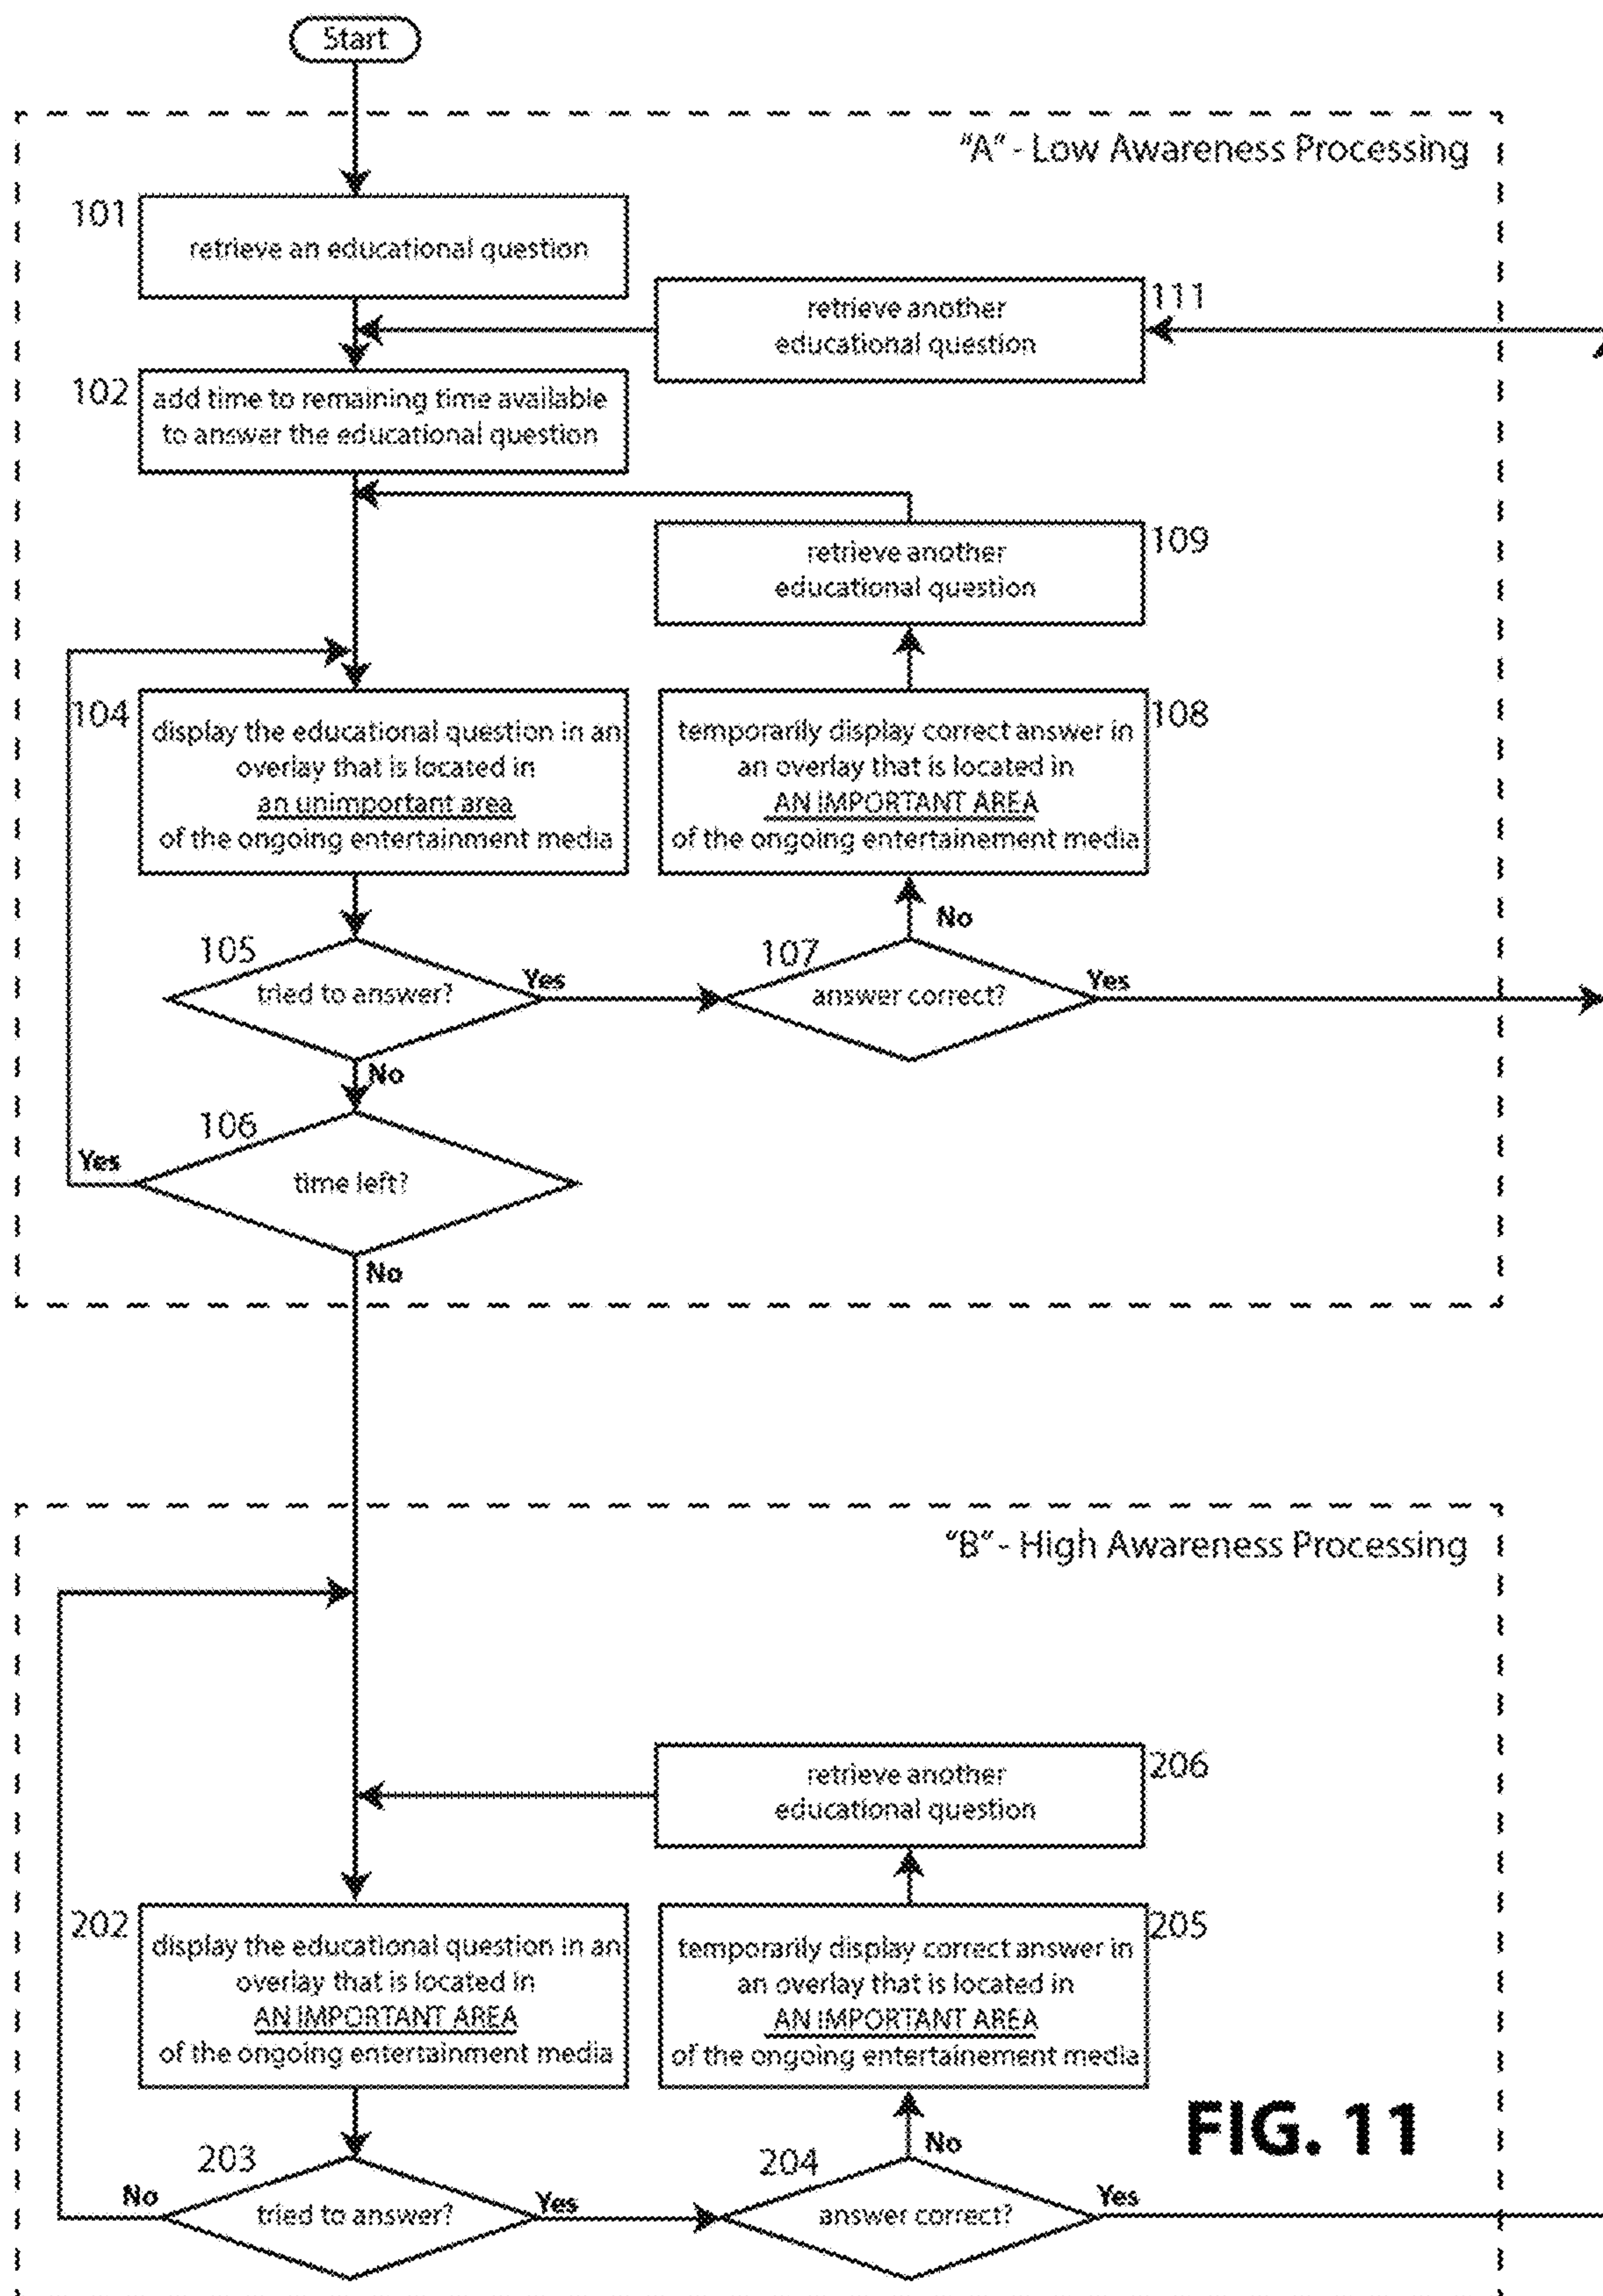 Start
"A" - Low Awareness Processing
101
retrieve an educational question
111
retrieve another
educational question
102
add time to remaining time available
to answer the educational question
109
retrieve another
educational question
104
display the educational question in an
overlay that is located in
an unimportant area
of the ongoing entertainment media
108
temporarily display correct answer in
an overlay that is located in
AN IMPORTANT AREA
of the ongoing entertainement media
No
105
tried to answer?
Yes
107
answer correct?
Yes
No
106
Yes
time left?
No
"B" - High Awareness Processing
206
retrieve another
educational question
202
display the educational question in an
overlay that is located in
AN IMPORTANT AREA
of the ongoing entertainment media
205
temporarily display correct answer in
an overlay that is located in
AN IMPORTANT AREA
of the ongoing entertainement media
FIG. 11
No
203
No
tried to answer?
Yes
204
answer correct?
Yes